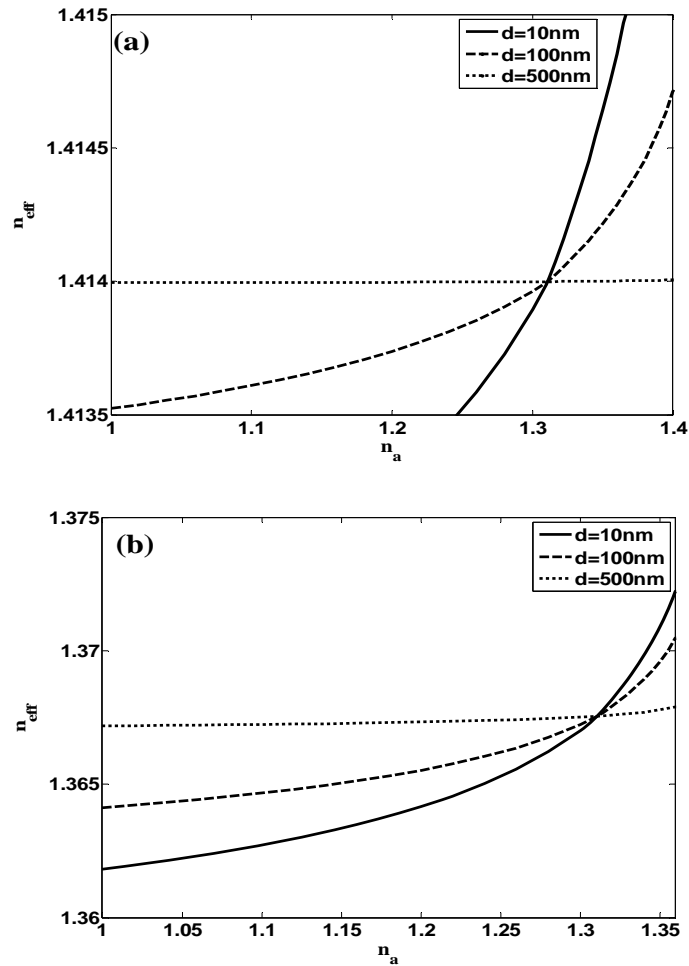 1.415
(a)
d=10nm
d=100nm
d=500nm
1.4145
n_eff
1.414
1.4135
1 1.1 1.2 1.3 1.4
n_a
1.375
(b)
d=10nm
d=100nm
d=500nm
1.37
n_eff
1.365
1.36
1 1.05 1.1 1.15 1.2 1.25 1.3 1.35
n_a